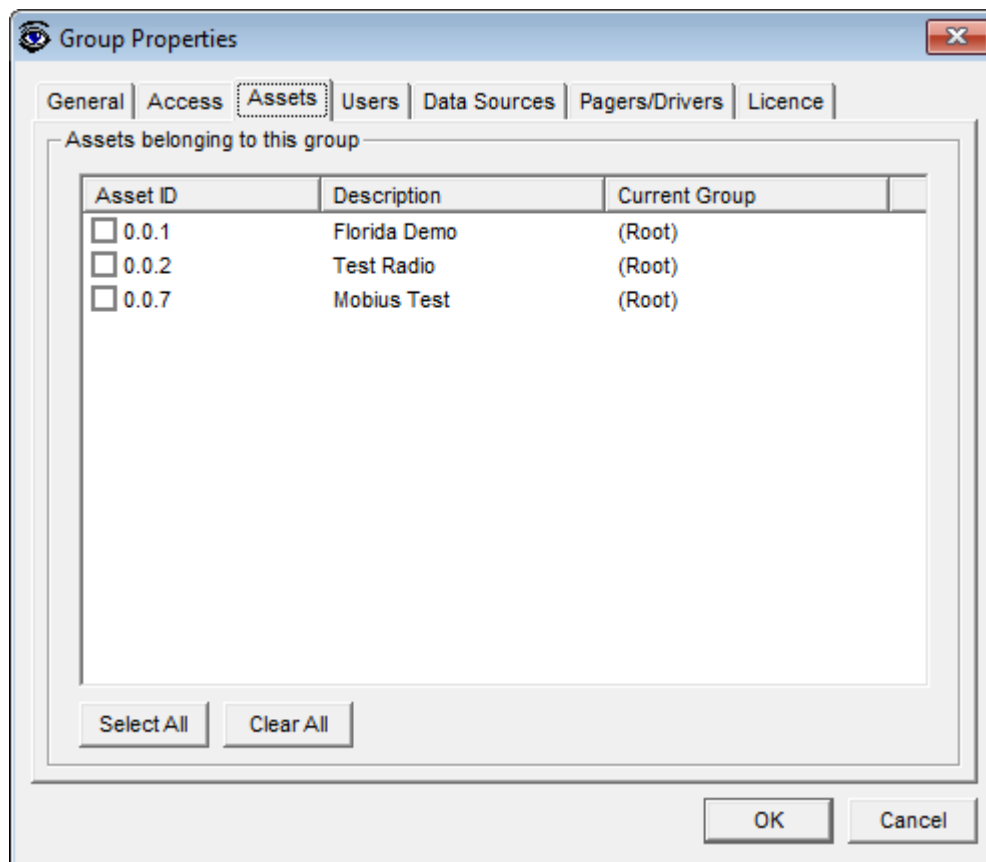 Group Properties
General Access Assets Users Data Sources Pagers/Drivers Licence
Assets belonging to this group
Asset ID Description Current Group
0.0.1 Florida Demo (Root)
0.0.2 Test Radio (Root)
0.0.7 Mobius Test (Root)
Select All Clear All
OK Cancel